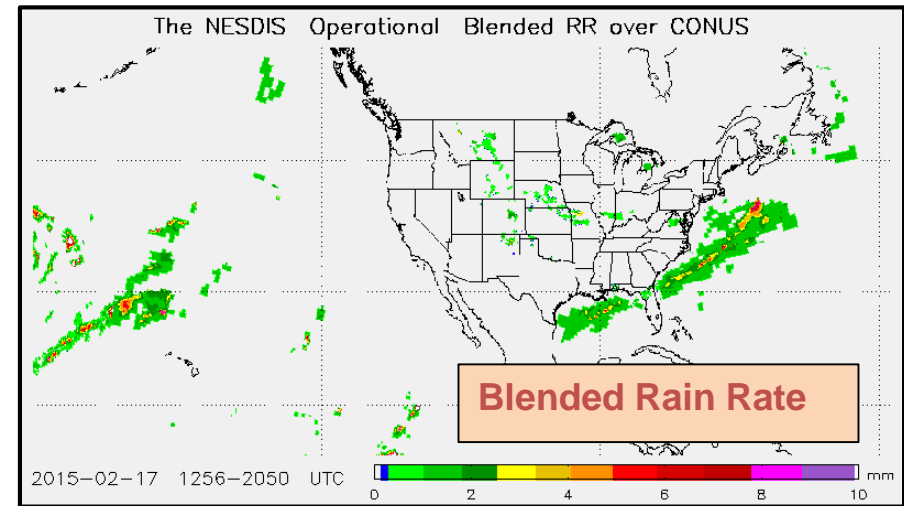 The NESDIS Operational Blended RR over CONUS
Blended Rain Rate
2015-02-17 1256-2050 UTC
mm
0 2 4 6 8 10